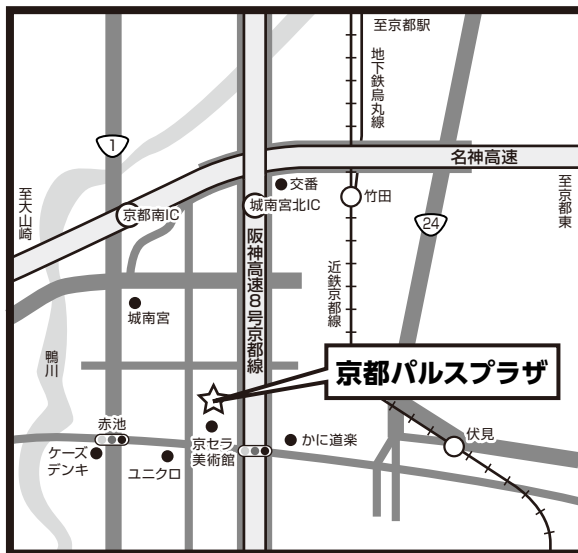 至京都駅
地下鉄烏丸線
1
名神高速
至大山崎
京都南IC
交番
城南宮北IC
竹田
至京都東
24
阪神高速8号京都線
近鉄京都線
城南宮
鴨川
京都パルスプラザ
赤池
ケーズ
デンキ
ユニクロ
京セラ
美術館
かに道楽
伏見